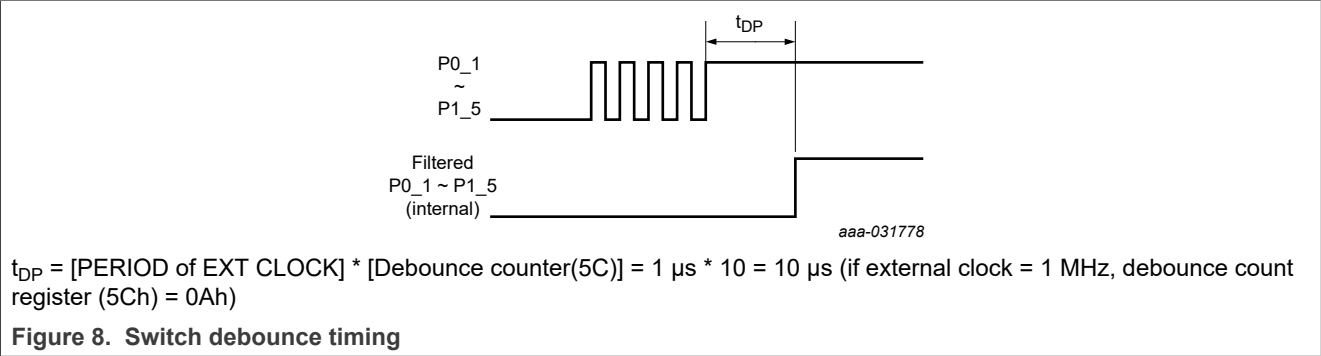 tDP
P0_1
~
P1_5
Filtered
P0_1 ~ P1_5
(internal)
aaa-031778
tDP = [PERIOD of EXT CLOCK] * [Debounce counter(5C)] = 1 µs * 10 = 10 µs (if external clock = 1 MHz, debounce count
register (5Ch) = 0Ah)
Figure 8. Switch debounce timing